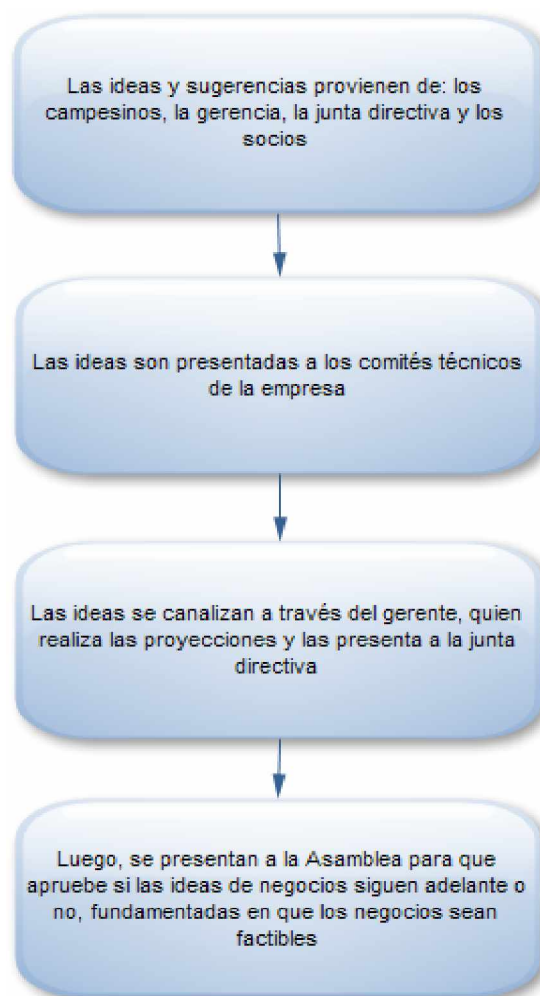 Las ideas y sugerencias provienen de: los
campesinos, la gerencia, la junta directiva y los
socios
Las ideas son presentadas a los comités técnicos
de la empresa
Las ideas se canalizan a través del gerente, quien
realiza las proyecciones y las presenta a la junta
directiva
Luego, se presentan a la Asamblea para que
apruebe si las ideas de negocios siguen adelante o
no, fundamentadas en que los negocios sean
factibles